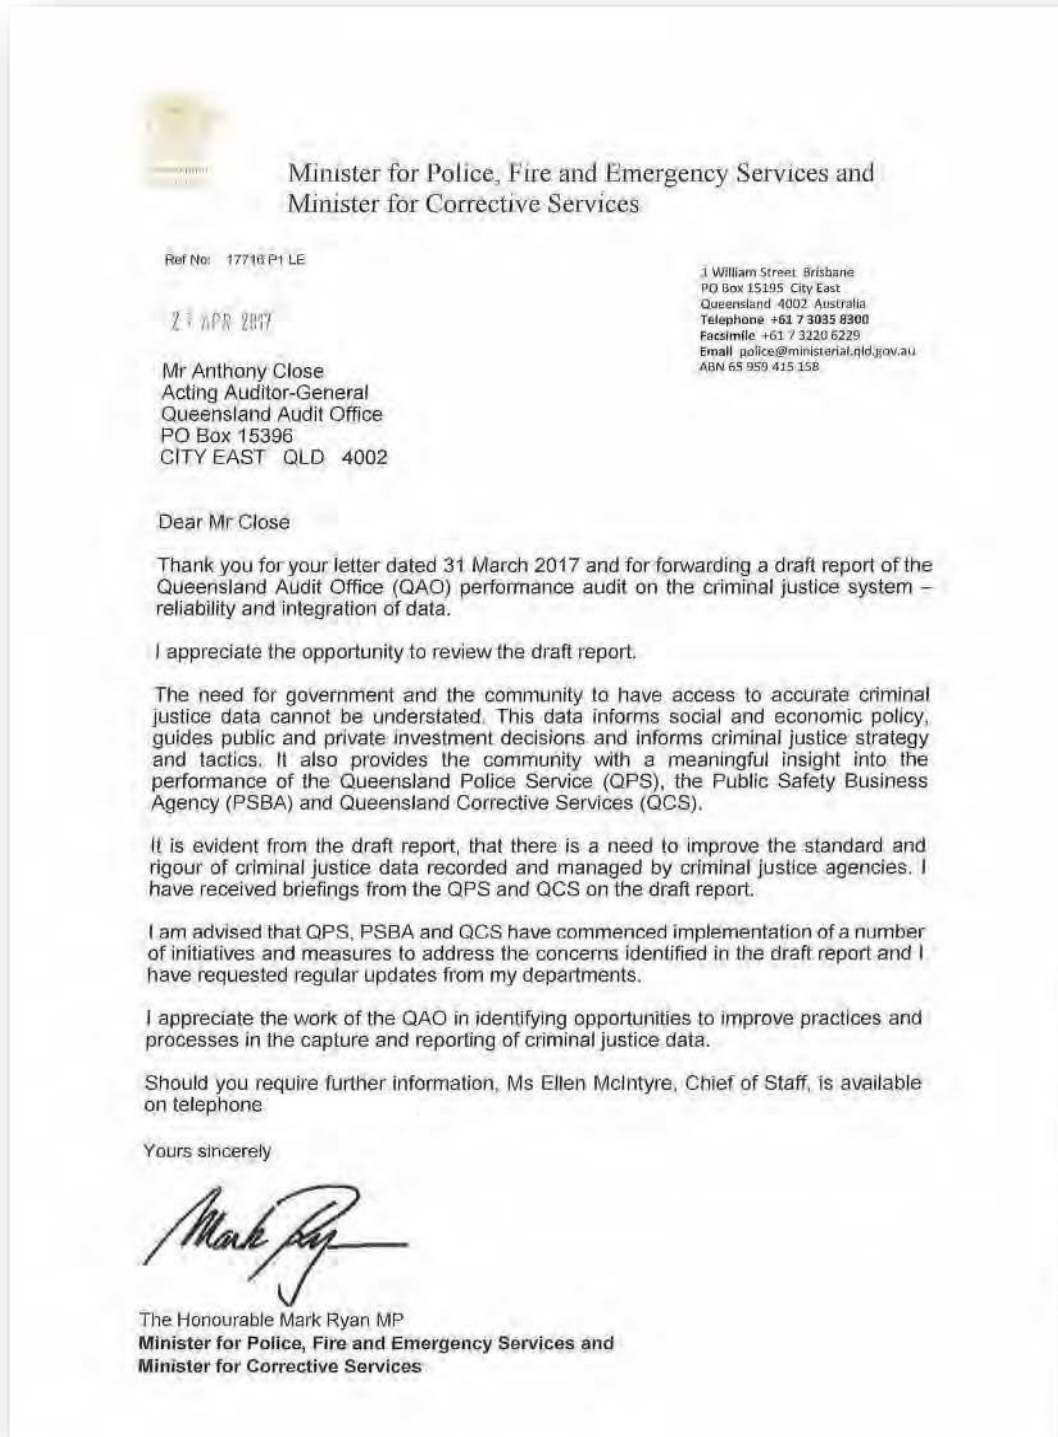 Minister for Police, Fire and Emergency Services and
Minister for Corrective Services
Ref No: 17716 P1 LE
1 William Street Brisbane
PO Box 15195 City East
Queensland 4002 Australia
Telephone +61 7 3035 8300
Facsimile +61 7 3220 6229
Email police@ministerial.qld.gov.au
ABN 65 959 415 158
APR 2017
Mr Anthony Close
Acting Auditor-General
Queensland Audit Office
PO Box 15396
CITY EAST QLD 4002
Dear Mr Close
Thank you for your letter dated 31 March 2017 and for forwarding a draft report of the
Queensland Audit Office (QAO) performance audit on the criminal justice system –
reliability and integration of data.
I appreciate the opportunity to review the draft report.
The need for government and the community to have access to accurate criminal
justice data cannot be understated. This data informs social and economic policy,
guides public and private investment decisions and informs criminal justice strategy
and tactics. It also provides the community with a meaningful insight into the
performance of the Queensland Police Service (QPS), the Public Safety Business
Agency (PSBA) and Queensland Corrective Services (QCS).
It is evident from the draft report, that there is a need to improve the standard and
rigour of criminal justice data recorded and managed by criminal justice agencies. I
have received briefings from the QPS and QCS on the draft report.
I am advised that QPS, PSBA and QCS have commenced implementation of a number
of initiatives and measures to address the concerns identified in the draft report and I
have requested regular updates from my departments.
I appreciate the work of the QAO in identifying opportunities to improve practices and
processes in the capture and reporting of criminal justice data.
Should you require further information, Ms Ellen McIntyre, Chief of Staff, is available
on telephone
Yours sincerely
Mark Ry
The Honourable Mark Ryan MP
Minister for Police, Fire and Emergency Services and
Minister for Corrective Services